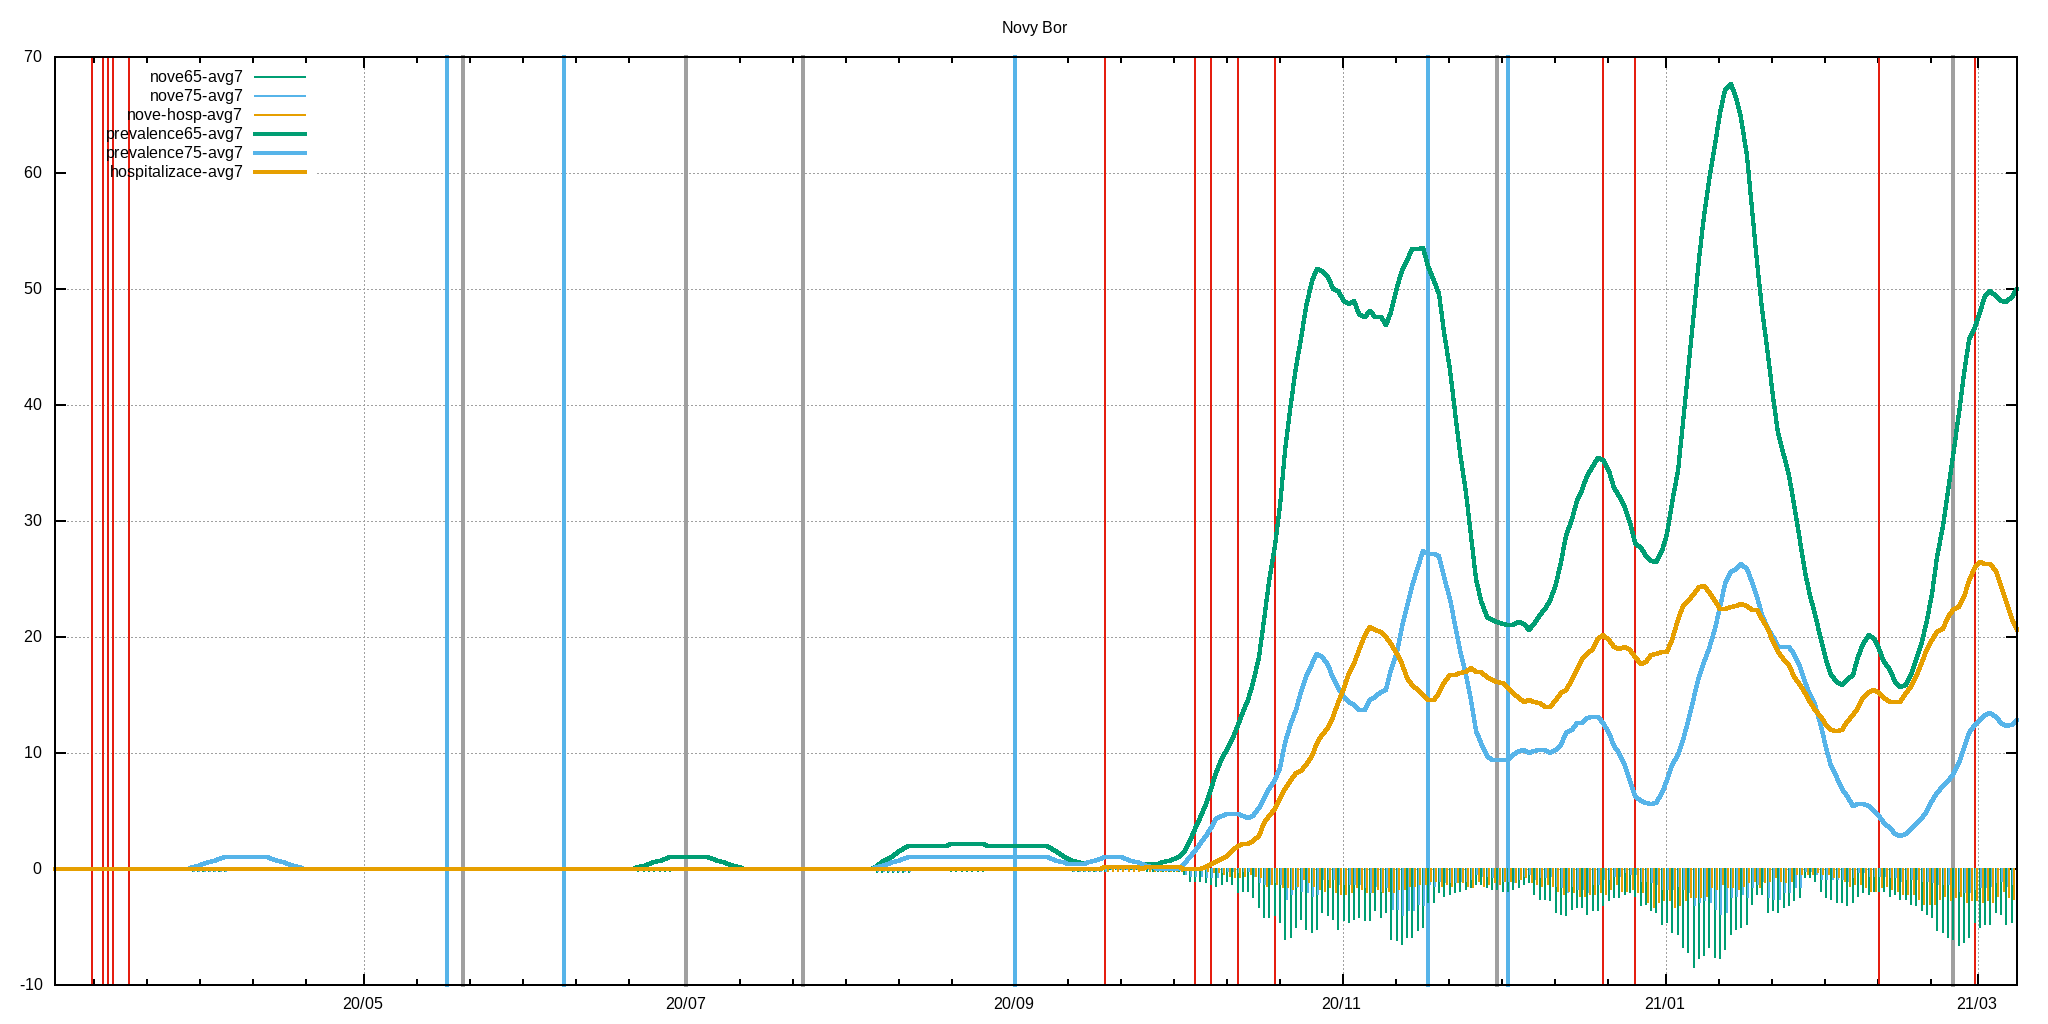 Novy Bor
70
60
50
40
30
20
10
0
-10
nove65-avg7
nove75-avg7
nove-hosp-avg7
prevalence65-avg7
prevalence75-avg7
hospitalizace-avg7
20/05 20/07 20/09 20/11 21/01 21/03